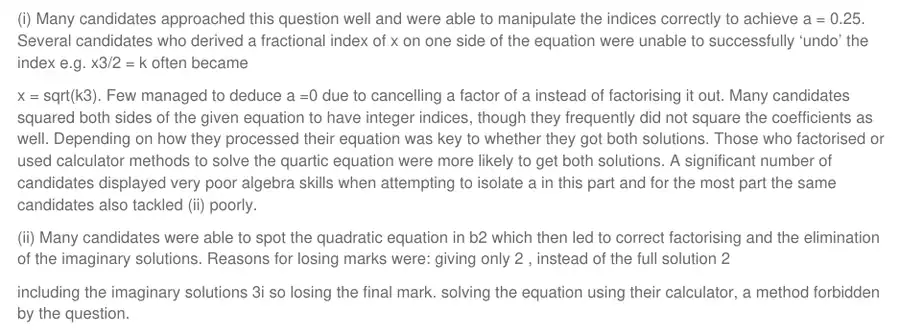 (i) Many candidates approached this question well and were able to manipulate the indices correctly to achieve a = 0.25.
Several candidates who derived a fractional index of x on one side of the equation were unable to successfully ‘undo’ the
index e.g. x3/2 = k often became
x = sqrt(k3). Few managed to deduce a =0 due to cancelling a factor of a instead of factorising it out. Many candidates
squared both sides of the given equation to have integer indices, though they frequently did not square the coefficients as
well. Depending on how they processed their equation was key to whether they got both solutions. Those who factorised or
used calculator methods to solve the quartic equation were more likely to get both solutions. A significant number of
candidates displayed very poor algebra skills when attempting to isolate a in this part and for the most part the same
candidates also tackled (ii) poorly.
(ii) Many candidates were able to spot the quadratic equation in b2 which then led to correct factorising and the elimination
of the imaginary solutions. Reasons for losing marks were: giving only 2 , instead of the full solution 2
including the imaginary solutions 3i so losing the final mark. solving the equation using their calculator, a method forbidden
by the question.